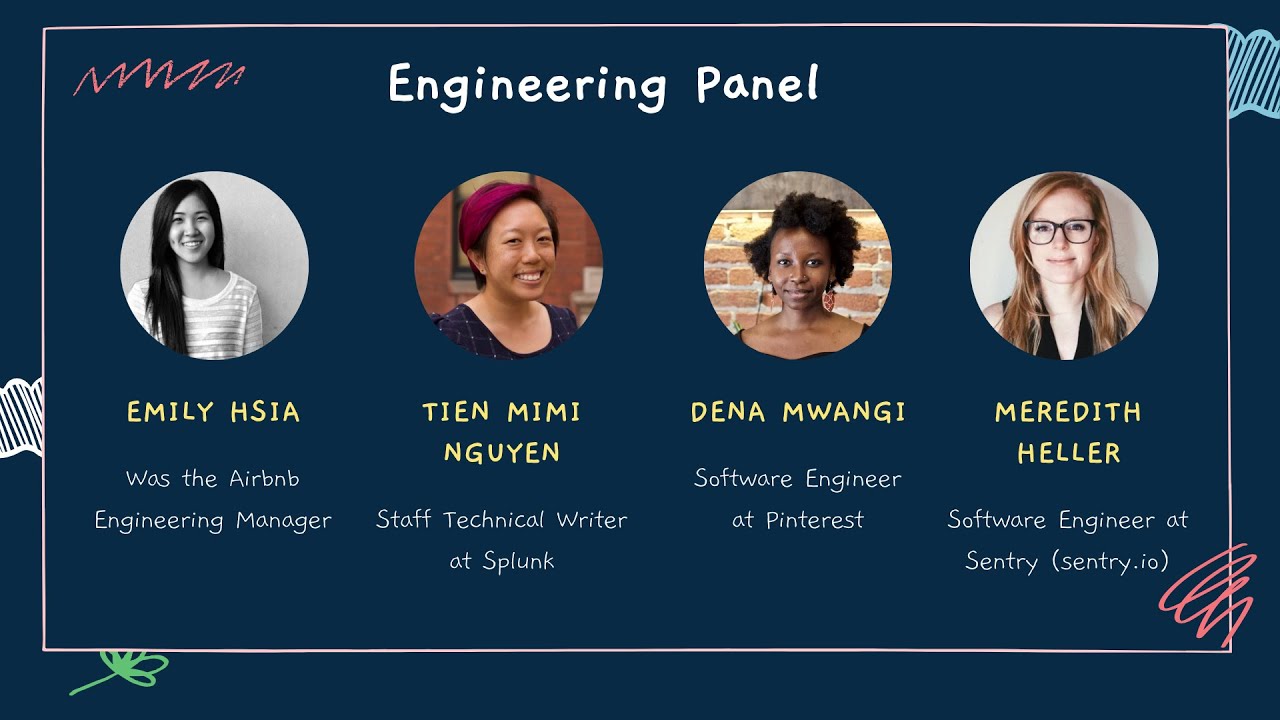 Engineering Panel
EMILY HSIA
Was the Airbnb
Engineering Manager
TIEN MIMI
NGUYEN
Staff Technical Writer
at Splunk
DENA MWANGI
Software Engineer
at Pinterest
MEREDITH
HELLER
Software Engineer at
Sentry (sentry.io)